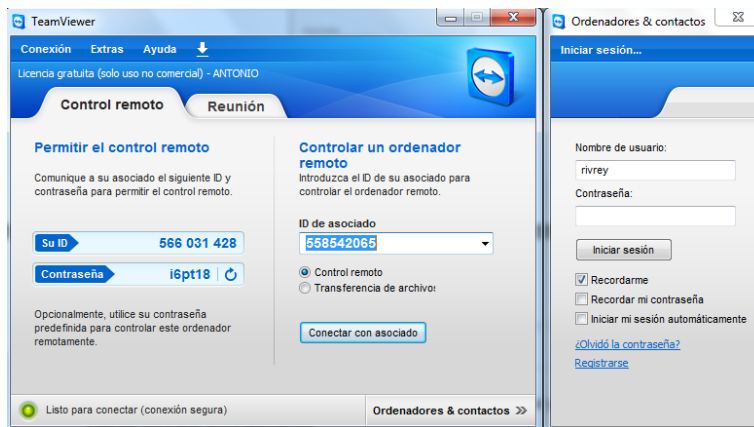 TeamViewer
Conexión Extras Ayuda
Licencia gratuita (solo uso no comercial) - ANTONIO
Control remoto Reunión
Permitir el control remoto
Comunique a su asociado el siguiente ID y
contraseña para permitir el control remoto.
Su ID 566 031 428
Contraseña i6pt18
Opcionalmente, utilice su contraseña
predefinida para controlar este ordenador
remotamente.
Controlar un ordenador
remoto
Introduzca el ID de su asociado para
controlar el ordenador remoto.
ID de asociado
558542065
Control remoto
Transferencia de archivos
Conectar con asociado
Listo para conectar (conexión segura)
Ordenadores & contactos
Ordenadores & contactos
Iniciar sesión...
Nombre de usuario:
rivrey
Contraseña:
Iniciar sesión
Recordarme
Recordar mi contraseña
Iniciar mi sesión automáticamente
¿Olvidó la contraseña?
Registrarse